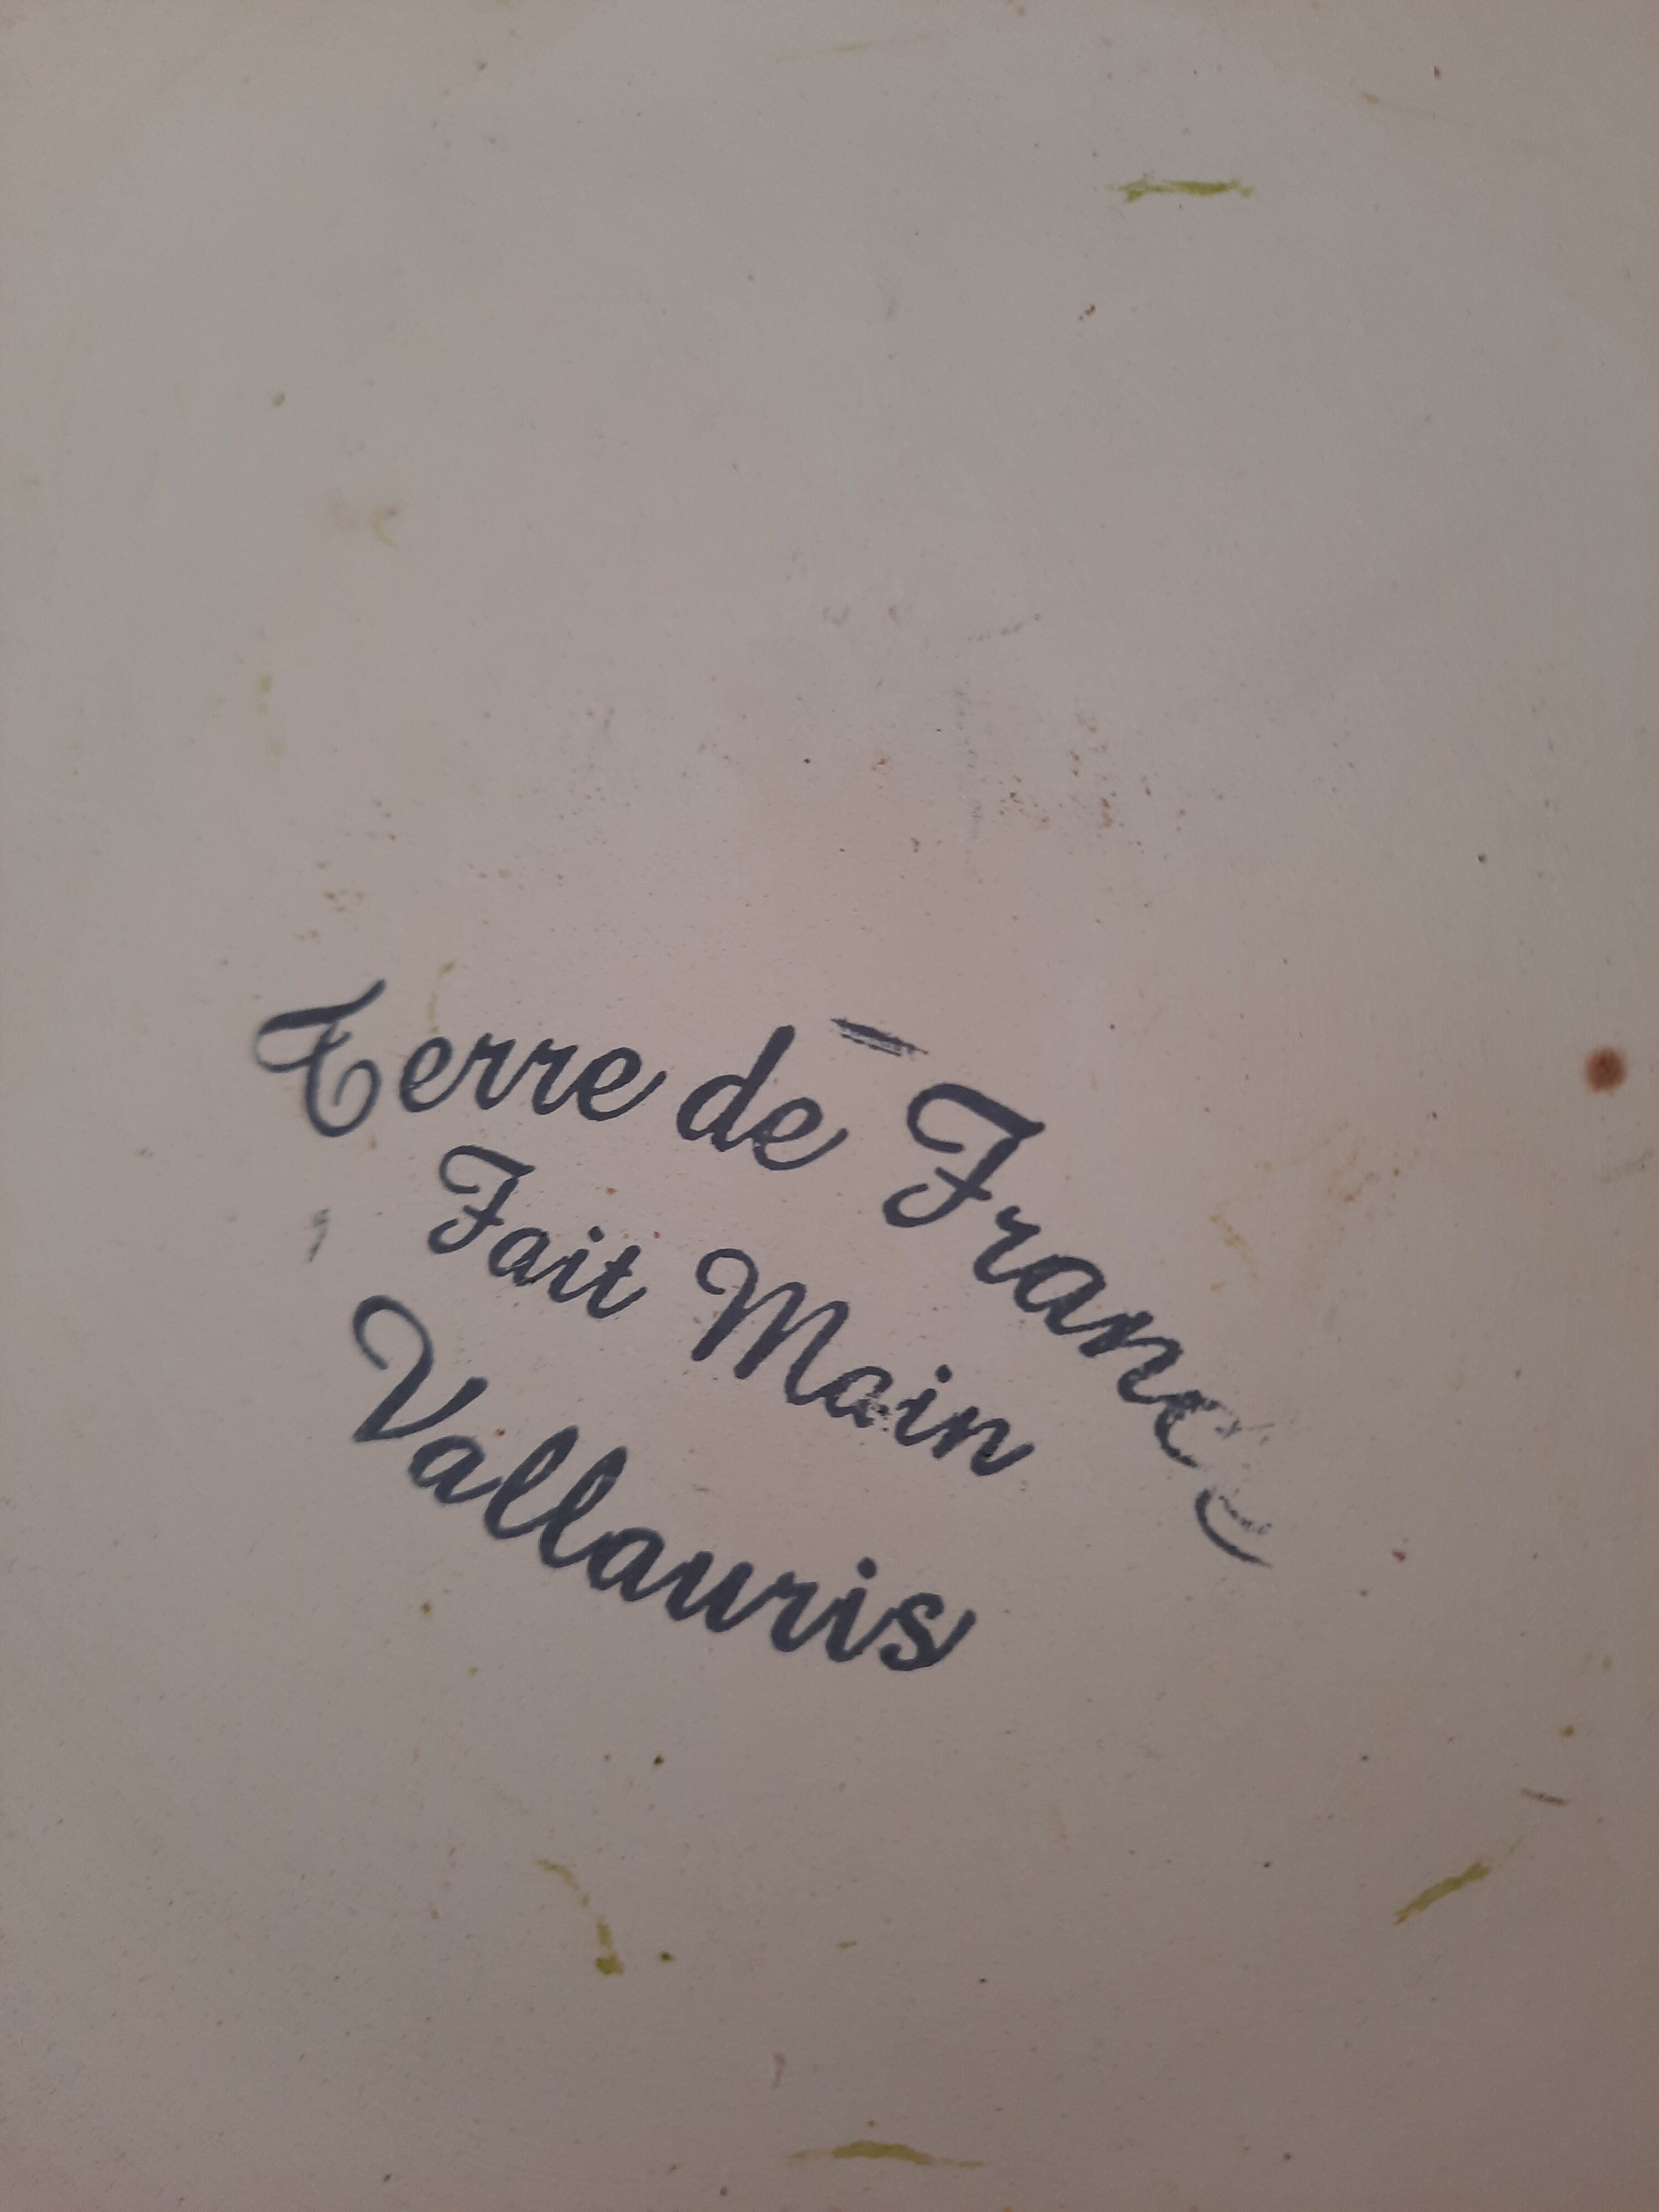 Terre de France
Fait Main
Vallauris